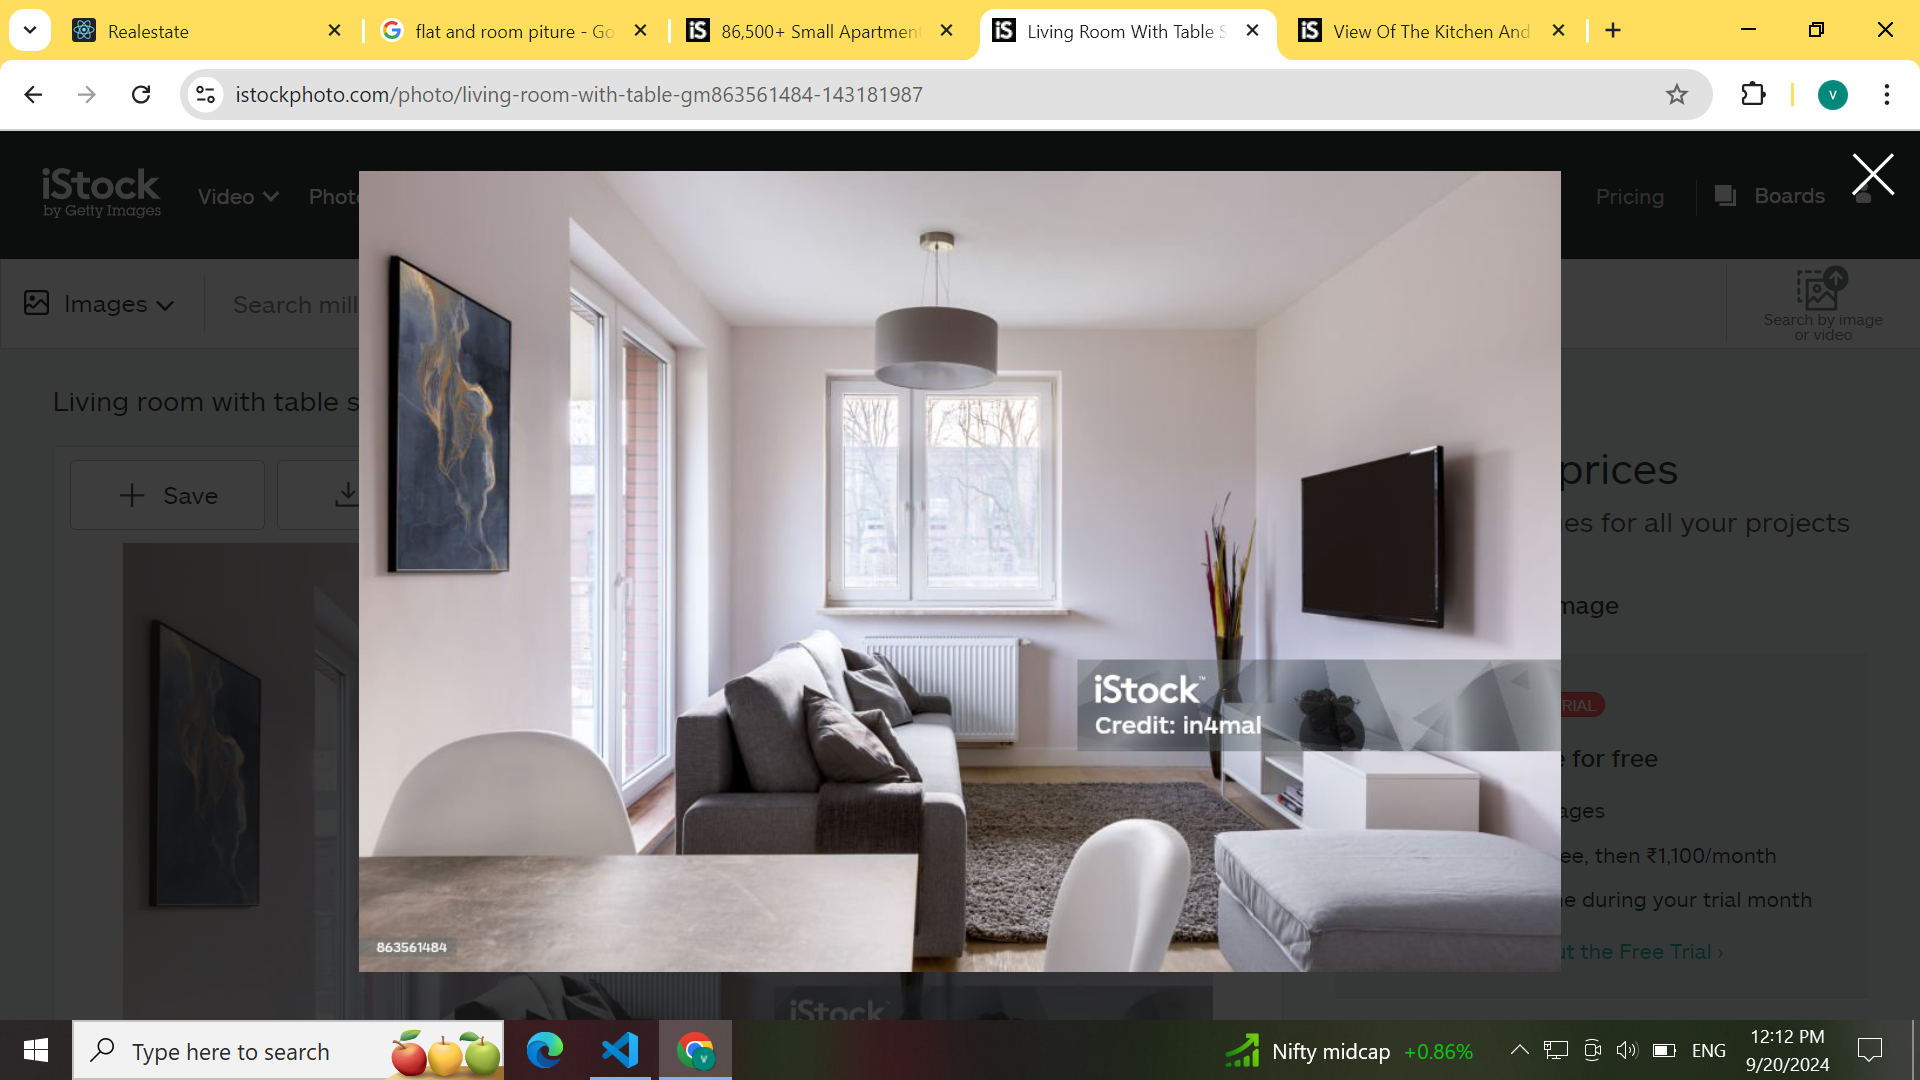 Realestate
flat and room piture - Go
86,500+ Small Apartment
Living Room With Table S
View Of The Kitchen And
istockphoto.com/photo/living-room-with-table-gm863561484-143181987
V
iStock
by Getty Images
Video
Photo
Pricing
Boards
Images
Search mill
Search by image
or video
Living room with table s
Save
prices
es for all your projects
mage
RIAL
e for free
ages
ee, then ₹1,100/month
ne during your trial month
ut the Free Trial ›
iStock™
Credit: in4mal
863561484
iStock
Type here to search
Nifty midcap +0.86%
ENG
12:12 PM
9/20/2024